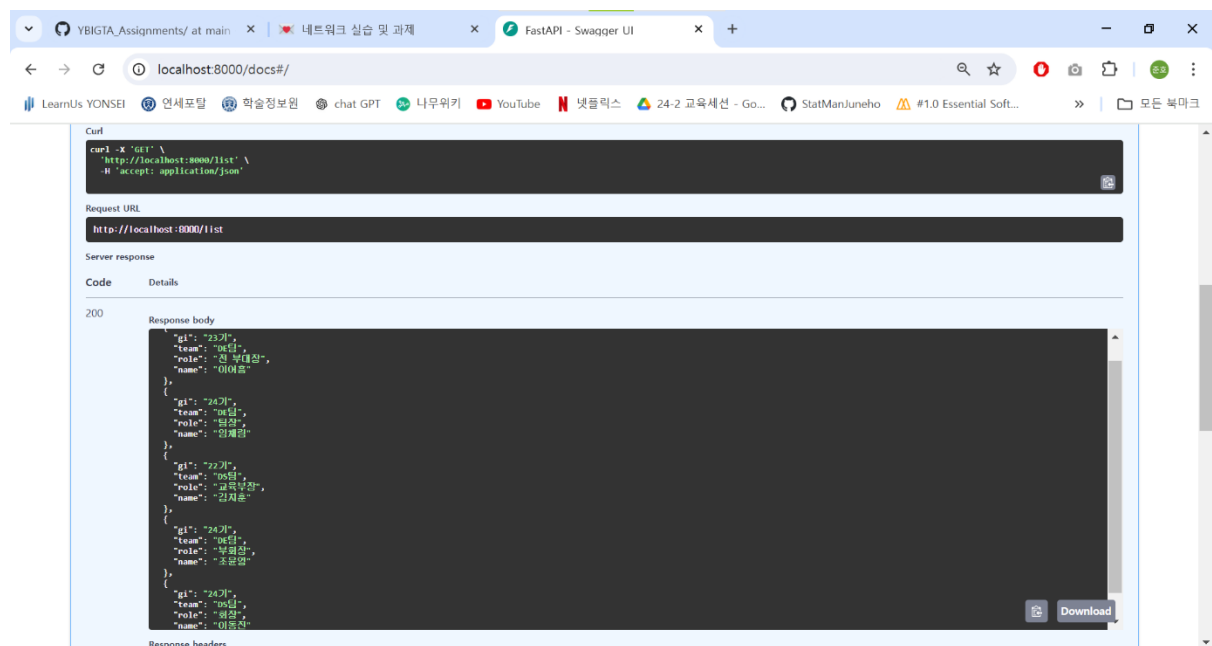 YBIGTA_Assignments/ at main
네트워크 실습 및 과제
FastAPI - Swagger UI
localhost:8000/docs#/
준호
LearnUs YONSEI 연세포탈 학술정보원 chat GPT 나무위키 YouTube 넷플릭스 24-2 교육세션 - Go... StatManJuneho #1.0 Essential Soft... » 모든 북마크
Curl
curl -X 'GET' \
'http://localhost:8000/list' \
-H 'accept: application/json'
Request URL
http://localhost:8000/list
Server response
Code Details
200
Response body
{
"gi": "23기",
"team": "DE팀",
"role": "전 부대장",
"name": "이어흠"
},
{
"gi": "24기",
"team": "DE팀",
"role": "팀장",
"name": "임채림"
},
{
"gi": "22기",
"team": "DS팀",
"role": "교육부장",
"name": "김지훈"
},
{
"gi": "24기",
"team": "DE팀",
"role": "부회장",
"name": "조윤영"
},
{
"gi": "24기",
"team": "DS팀",
"role": "회장",
"name": "이동진"
Download
Response headers